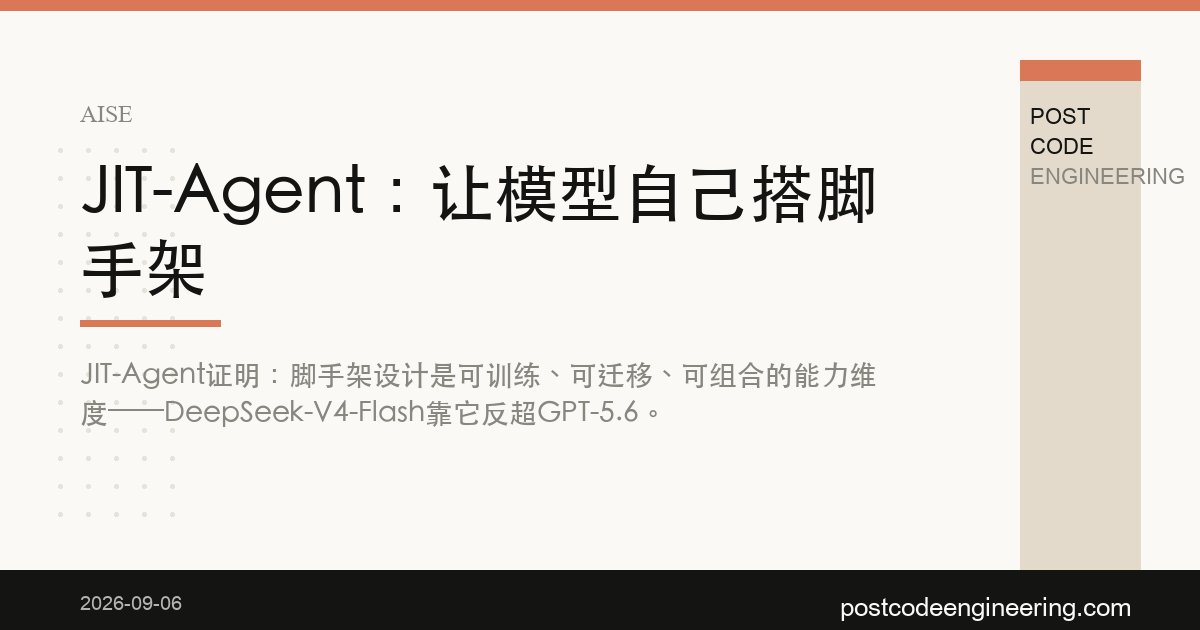 AISE
JIT-Agent：让模型自己搭脚
手架
JIT-Agent证明：脚手架设计是可训练、可迁移、可组合的能力维
度——DeepSeek-V4-Flash靠它反超GPT-5.6。
POST
CODE
ENGINEERING
2026-09-06
postcodeengineering.com